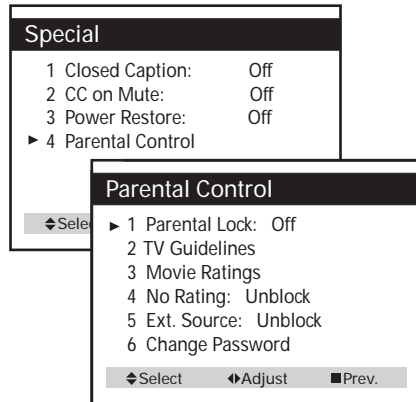 Special
1 Closed Caption: Off
2 CC on Mute: Off
3 Power Restore: Off
► 4 Parental Control
Parental Control
► 1 Parental Lock: Off
2 TV Guidelines
3 Movie Ratings
4 No Rating: Unblock
5 Ext. Source: Unblock
6 Change Password
Select Adjust Prev.